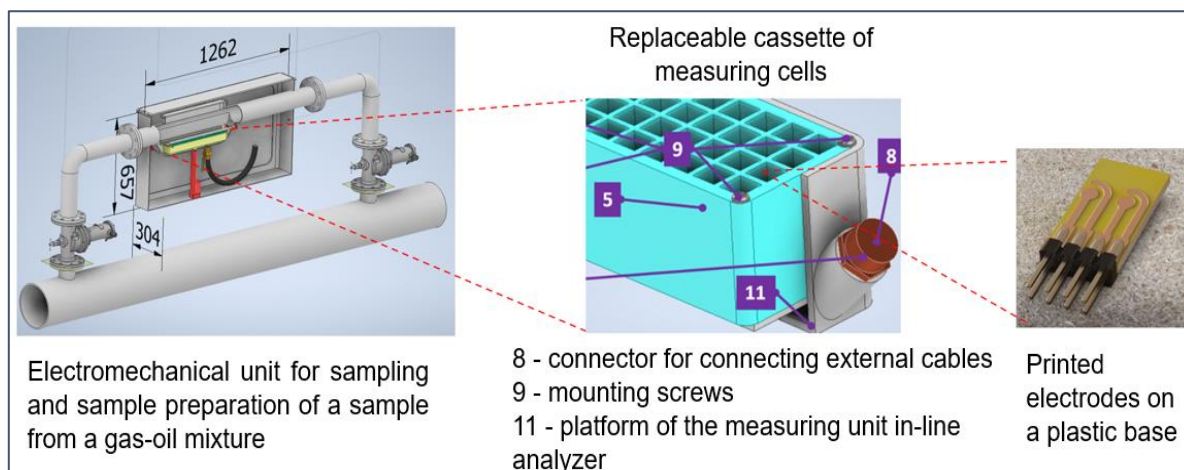 1262
657
304
Electromechanical unit for sampling
and sample preparation of a sample
from a gas-oil mixture
Replaceable cassette of
measuring cells
9
8
5
11
8 - connector for connecting external cables
9 - mounting screws
11 - platform of the measuring unit in-line
analyzer
Printed
electrodes on
a plastic base